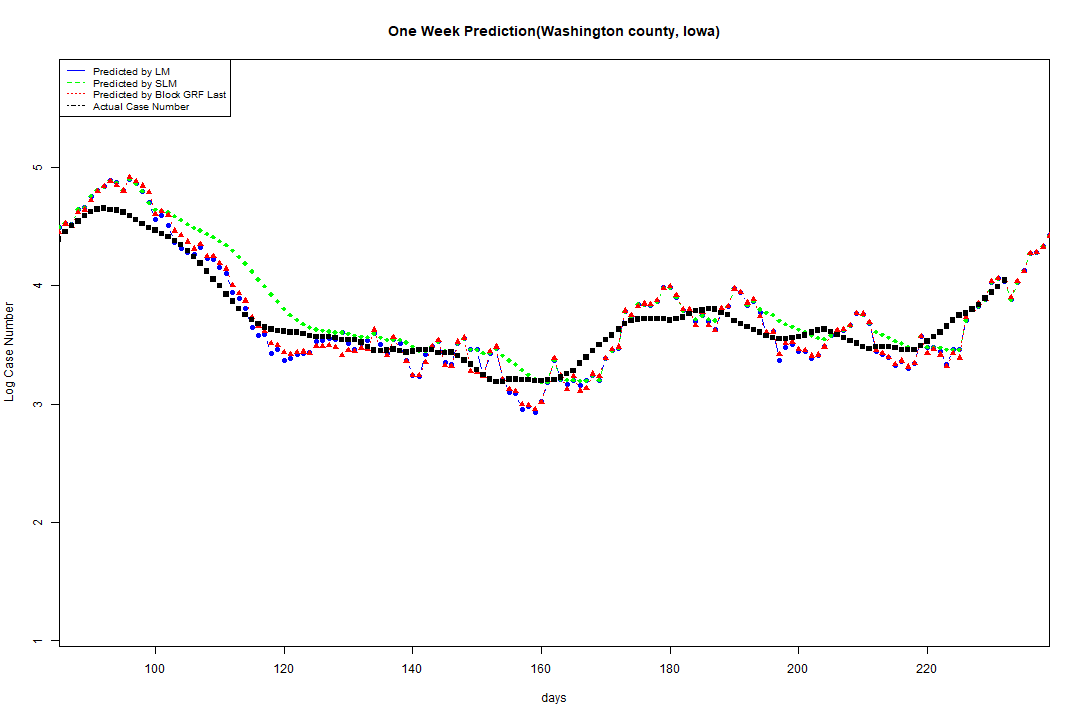 One Week Prediction(Washington county, Iowa)
Predicted by LM
Predicted by SLM
Predicted by Block GRF Last
Actual Case Number
5
4
3
2
1
Log Case Number
100 120 140 160 180 200 220
days